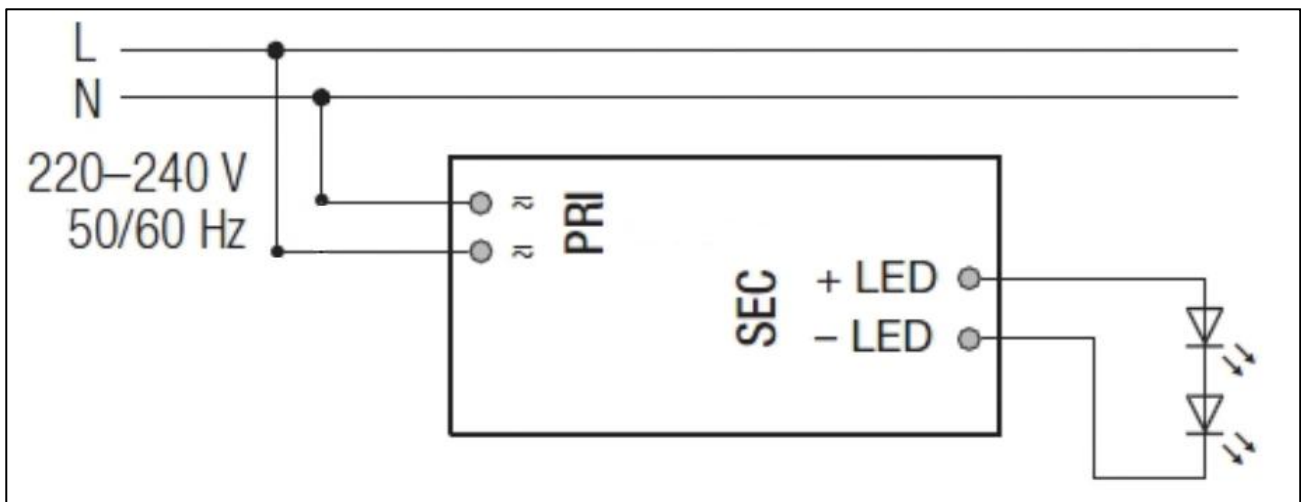 L
N
220–240 V
50/60 Hz
≂
≂
PRI
SEC
+ LED
− LED